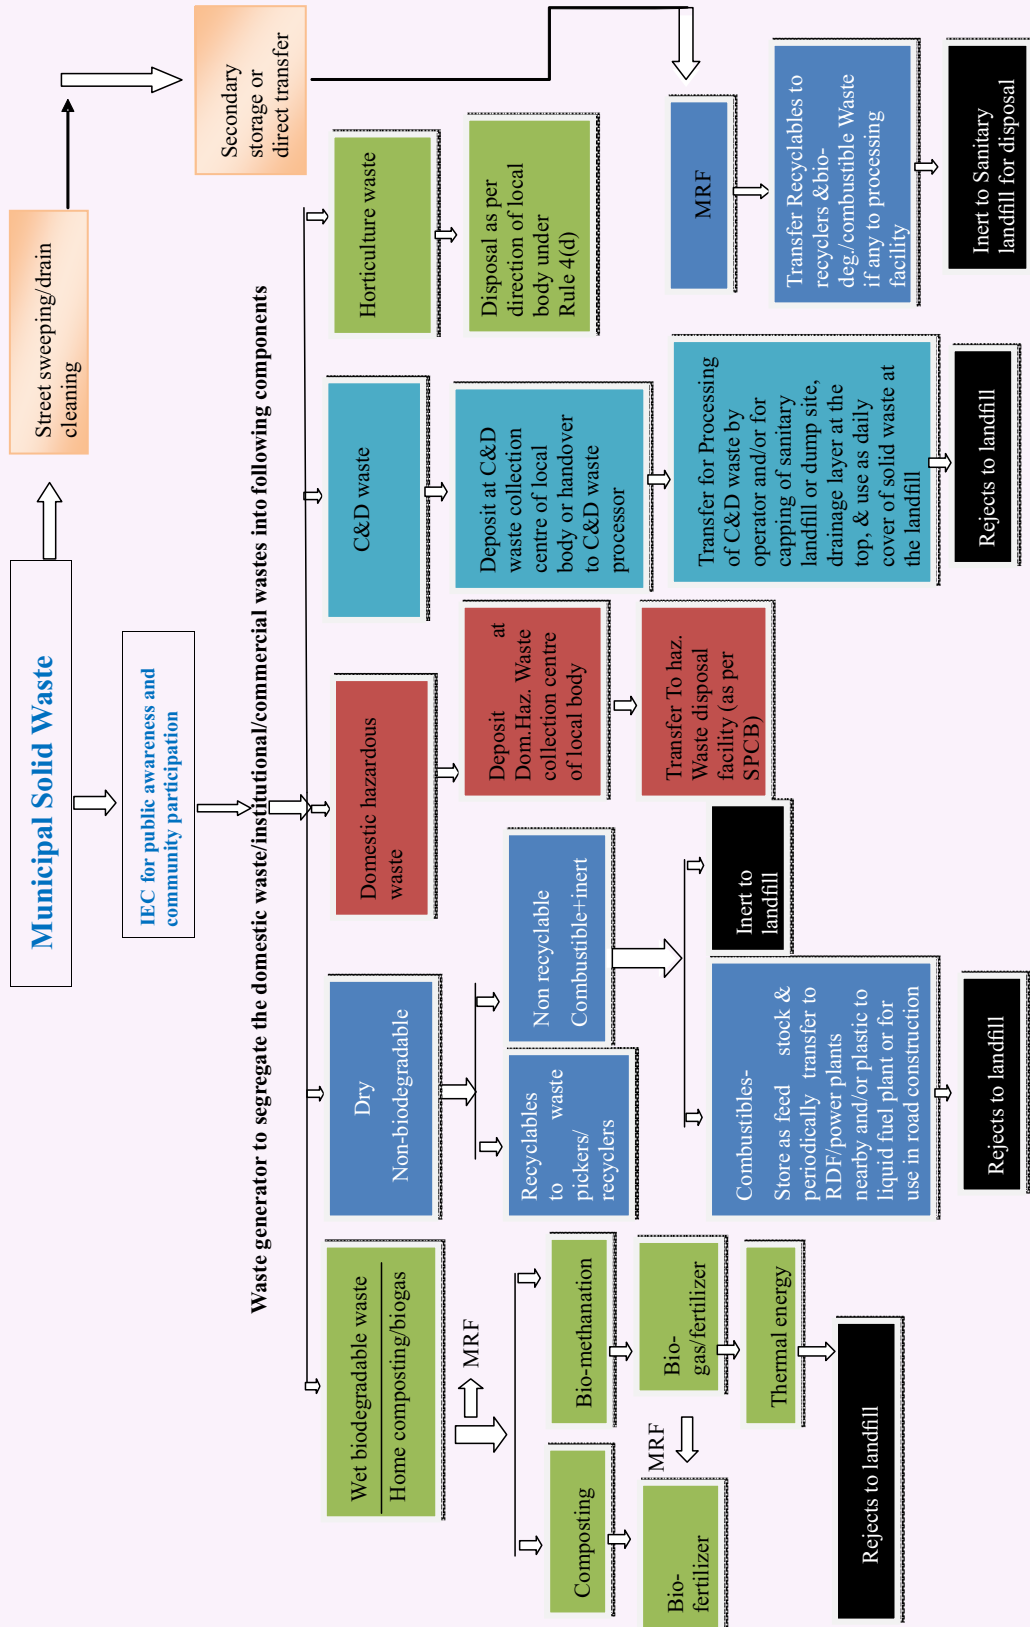 Municipal Solid Waste
Street sweeping/drain
cleaning
IEC for public awareness and
community participation
Secondary
storage or
direct transfer
Waste generator to segregate the domestic waste/institutional/commercial wastes into following components
Wet biodegradable waste
Home composting/biogas
MRF
Composting
Bio-
fertilizer
Bio-methanation
Bio-
gas/fertilizer
MRF
Thermal energy
Rejects to landfill
Dry
Non-biodegradable
Recyclables
to waste
pickers/
recyclers
Non recyclable
Combustible+inert
Combustibles-
Store as feed stock &
periodically transfer to
RDF/power plants
nearby and/or plastic to
liquid fuel plant or for
use in road construction
Rejects to landfill
Inert to
landfill
Domestic hazardous
waste
Deposit at
Dom.Haz. Waste
collection centre
of local body
Transfer To haz.
Waste disposal
facility (as per
SPCB)
C&D waste
Deposit at C&D
waste collection
centre of local
body or handover
to C&D waste
processor
Transfer for Processing
of C&D waste by
operator and/or for
capping of sanitary
landfill or dump site,
drainage layer at the
top, & use as daily
cover of solid waste at
the landfill
Rejects to landfill
Horticulture waste
Disposal as per
direction of local
body under
Rule 4(d)
MRF
Transfer Recyclables to
recyclers &bio-
deg./combustible Waste
if any to processing
facility
Inert to Sanitary
landfill for disposal